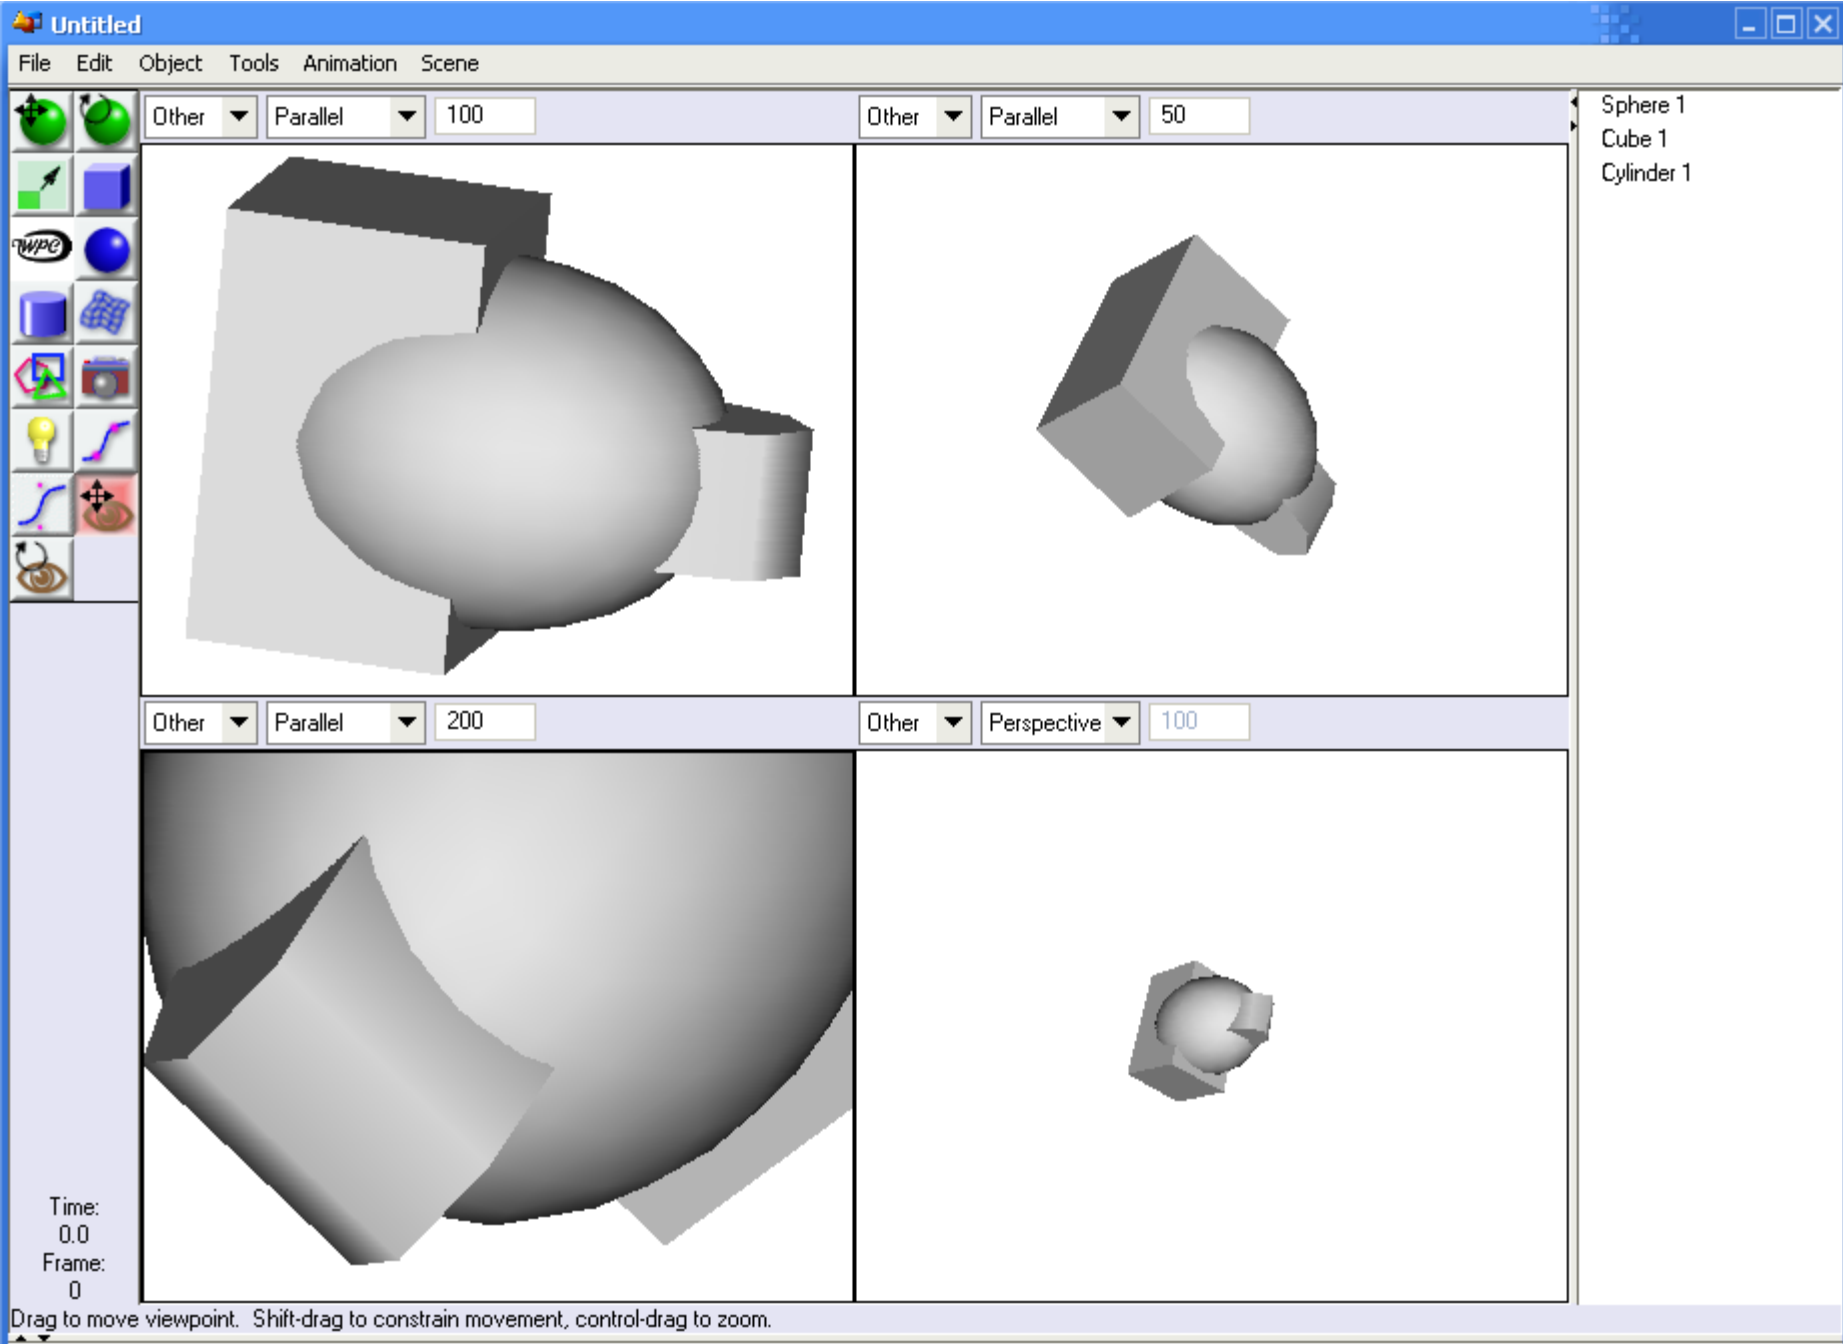 Untitled
File Edit Object Tools Animation Scene
Other Parallel 100
Other Parallel 50
Sphere 1
Cube 1
Cylinder 1
Other Parallel 200
Other Perspective 100
Time:
0.0
Frame:
0
Drag to move viewpoint. Shift-drag to constrain movement, control-drag to zoom.